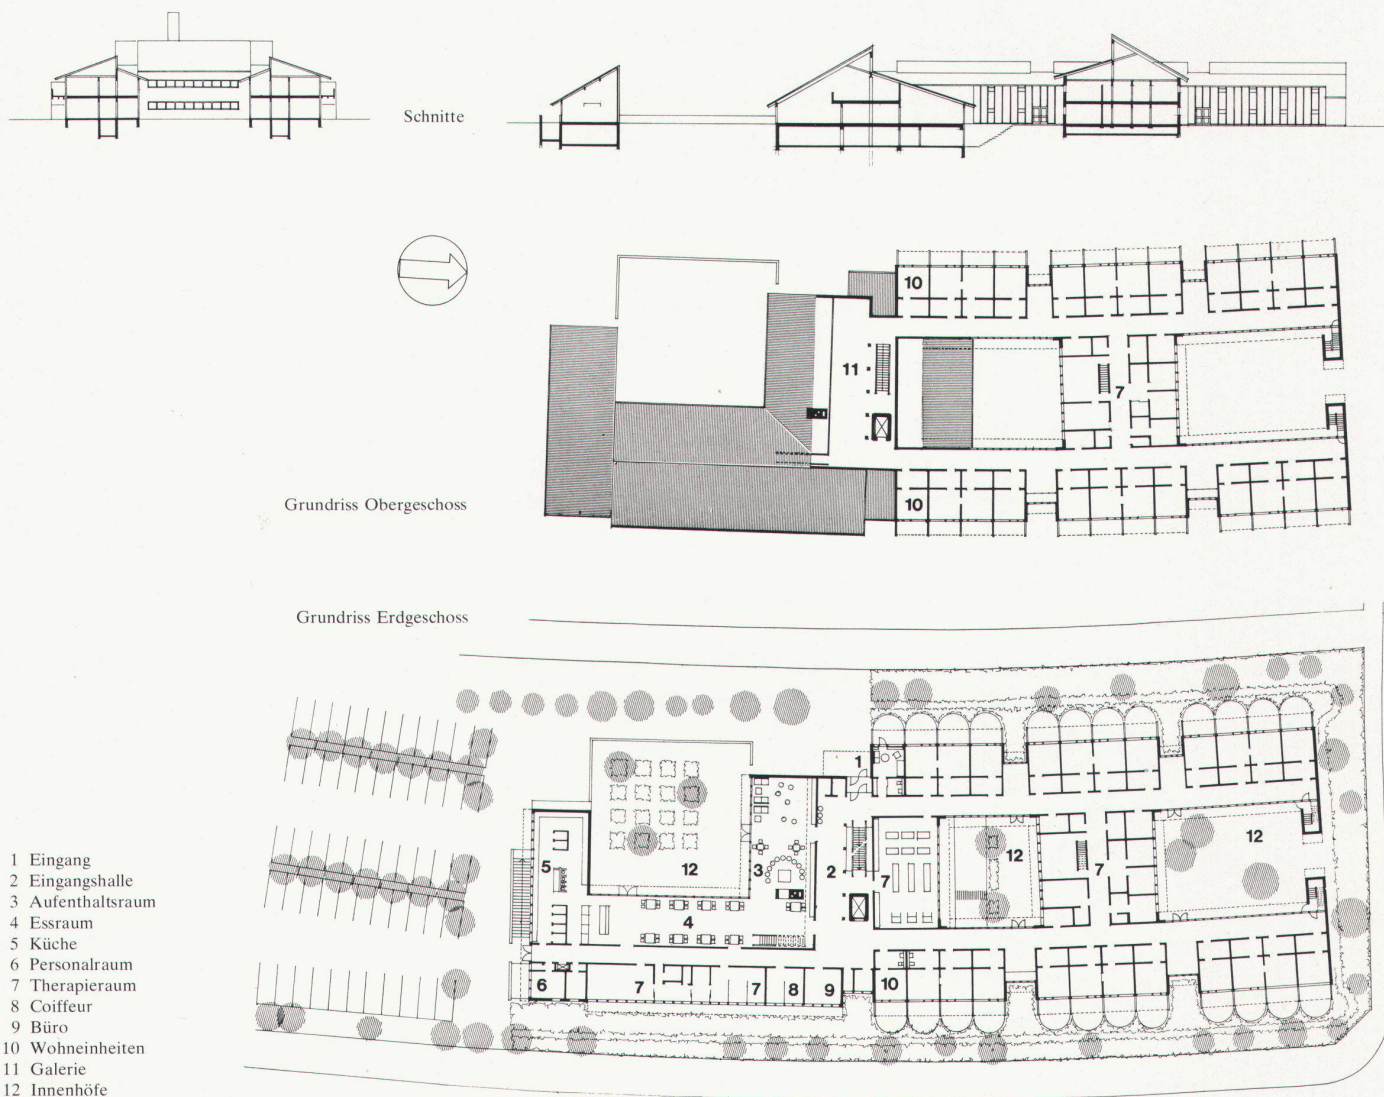 Schnitte
10
11
7
Grundriss Obergeschoss
10
Grundriss Erdgeschoss
1
5
12
3
2
7
12
7
12
4
6
7
7
8
9
10
1 Eingang
2 Eingangshalle
3 Aufenthaltsraum
4 Essraum
5 Küche
6 Personalraum
7 Therapieraum
8 Coiffeur
9 Büro
10 Wohneinheiten
11 Galerie
12 Innenhöfe